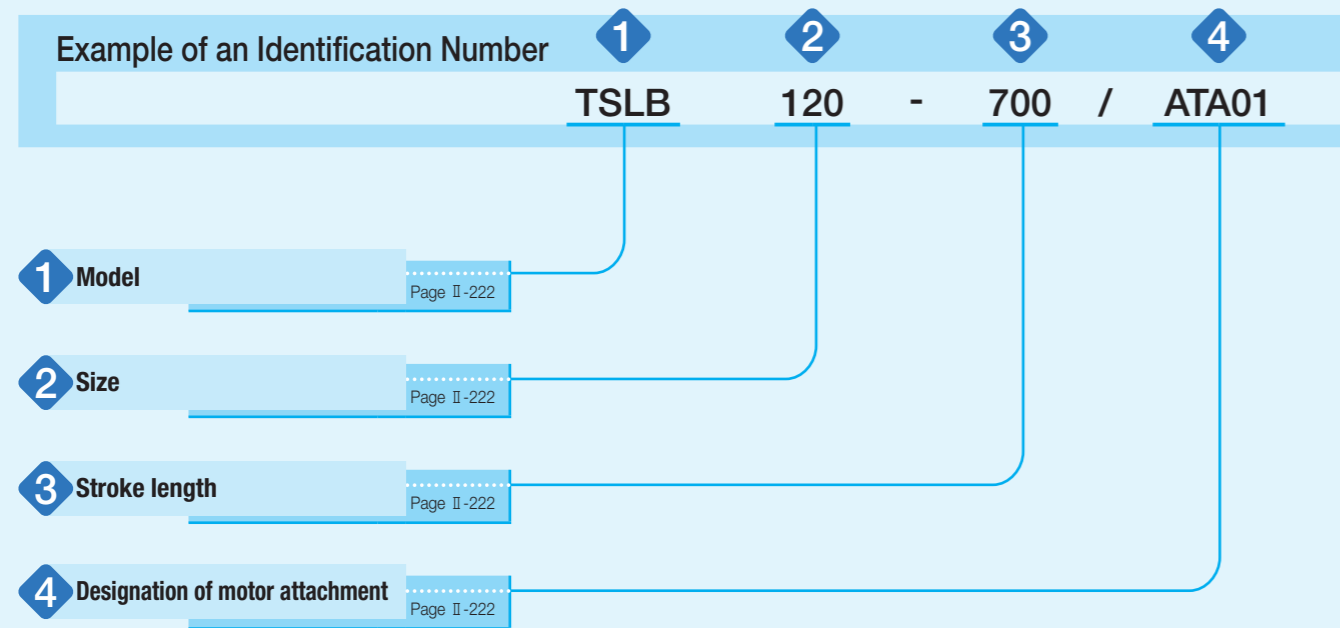 Example of an Identification Number 1 2 3 4
TSLB 120 - 700 / ATA01
1 Model
Page Ⅱ-222
2 Size
Page Ⅱ-222
3 Stroke length
Page Ⅱ-222
4 Designation of motor attachment
Page Ⅱ-222